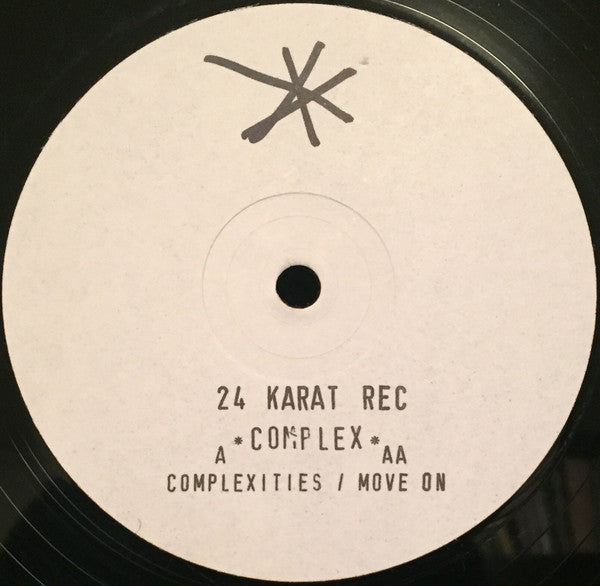 24 KARAT REC
*COMPLEX*
A AA
COMPLEXITIES / MOVE ON